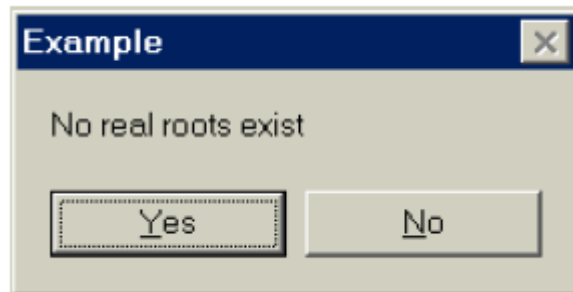 Example
No real roots exist
Yes No